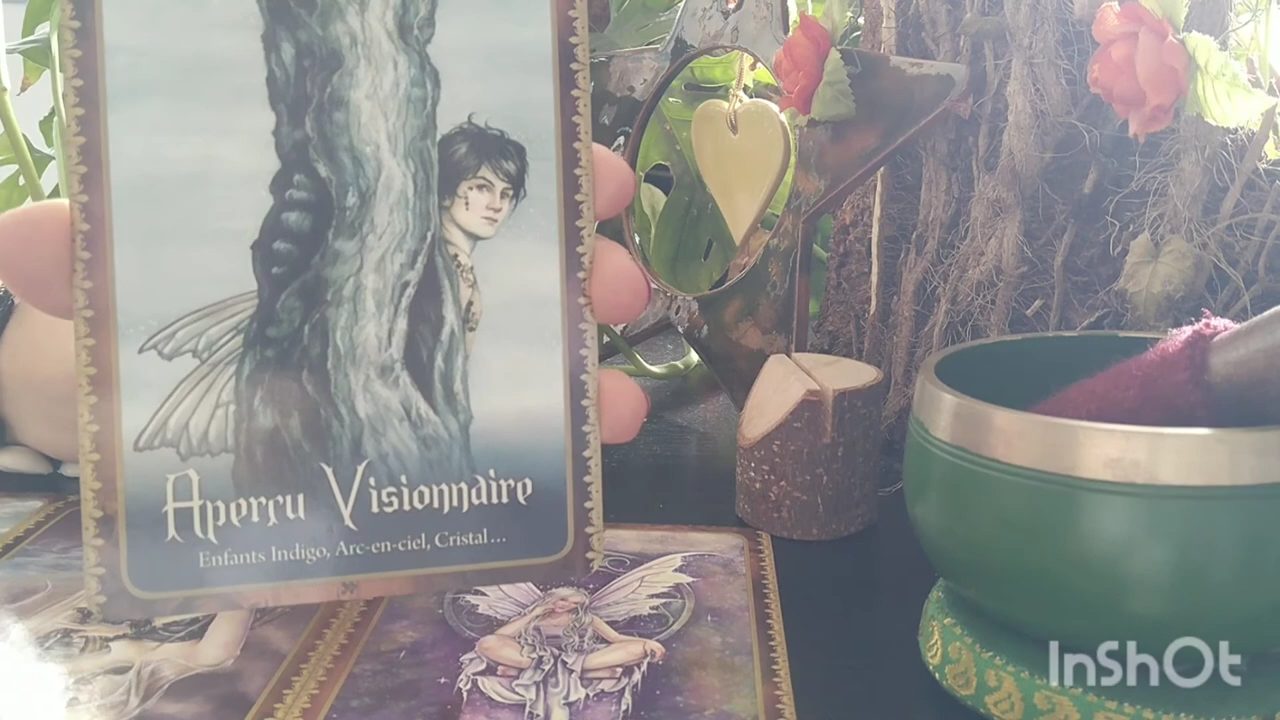 Aperçu Visionnaire
Enfants Indigo, Arc-en-ciel, Cristal...
InShOt